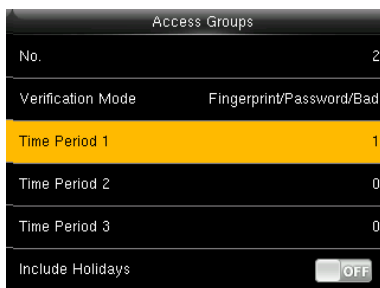 Access Groups
No. 2
Verification Mode Fingerprint/Password/Bad
Time Period 1 1
Time Period 2 0
Time Period 3 0
Include Holidays OFF